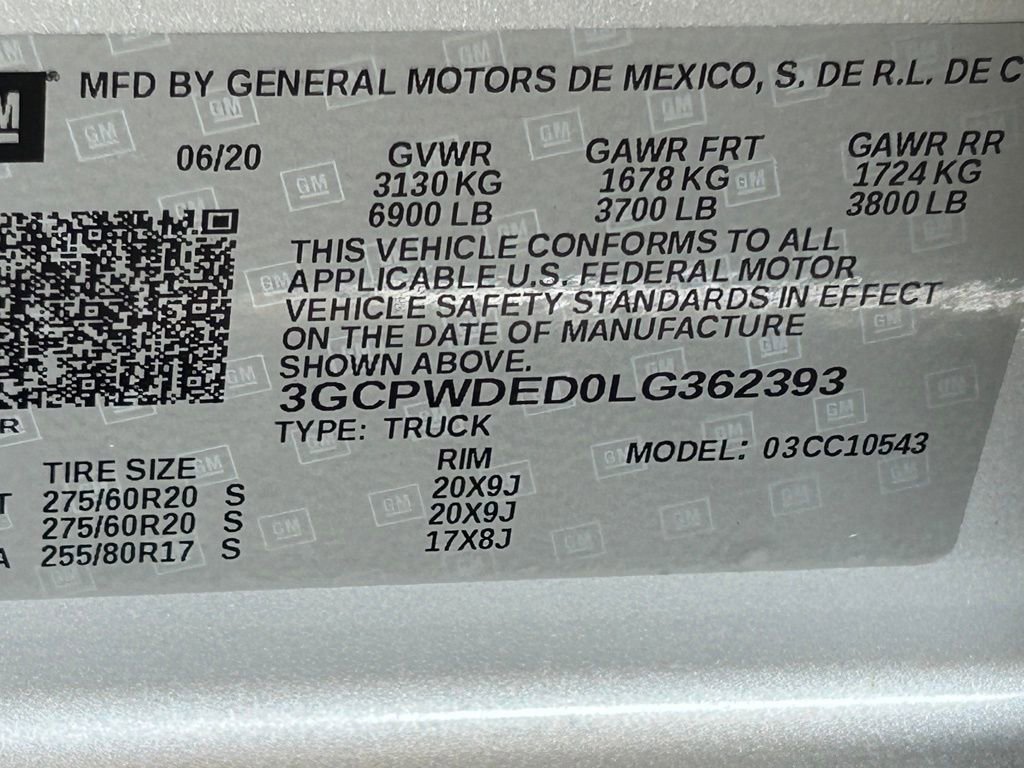 GM
MFD BY GENERAL MOTORS DE MEXICO, S. DE R.L. DE C
06/20 GVWR GAWR FRT GAWR RR
3130 KG 1678 KG 1724 KG
6900 LB 3700 LB 3800 LB
THIS VEHICLE CONFORMS TO ALL
APPLICABLE U.S. FEDERAL MOTOR
VEHICLE SAFETY STANDARDS IN EFFECT
ON THE DATE OF MANUFACTURE
SHOWN ABOVE.
3GCPWDED0LG362393
R
TYPE: TRUCK
MODEL: 03CC10543
TIRE SIZE RIM
T 275/60R20 S 20X9J
275/60R20 S 20X9J
A 255/80R17 S 17X8J